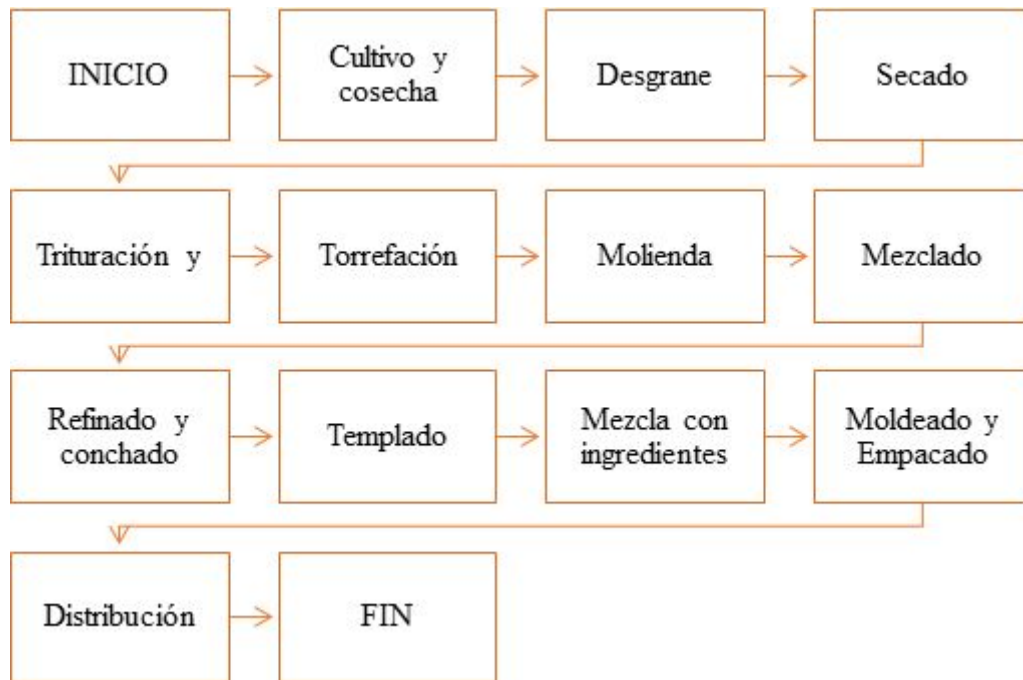 INICIO
Cultivo y
cosecha
Desgrane
Secado
Trituración y
Torrefación
Molienda
Mezclado
Refinado y
conchado
Templado
Mezcla con
ingredientes
Moldeado y
Empacado
Distribución
FIN